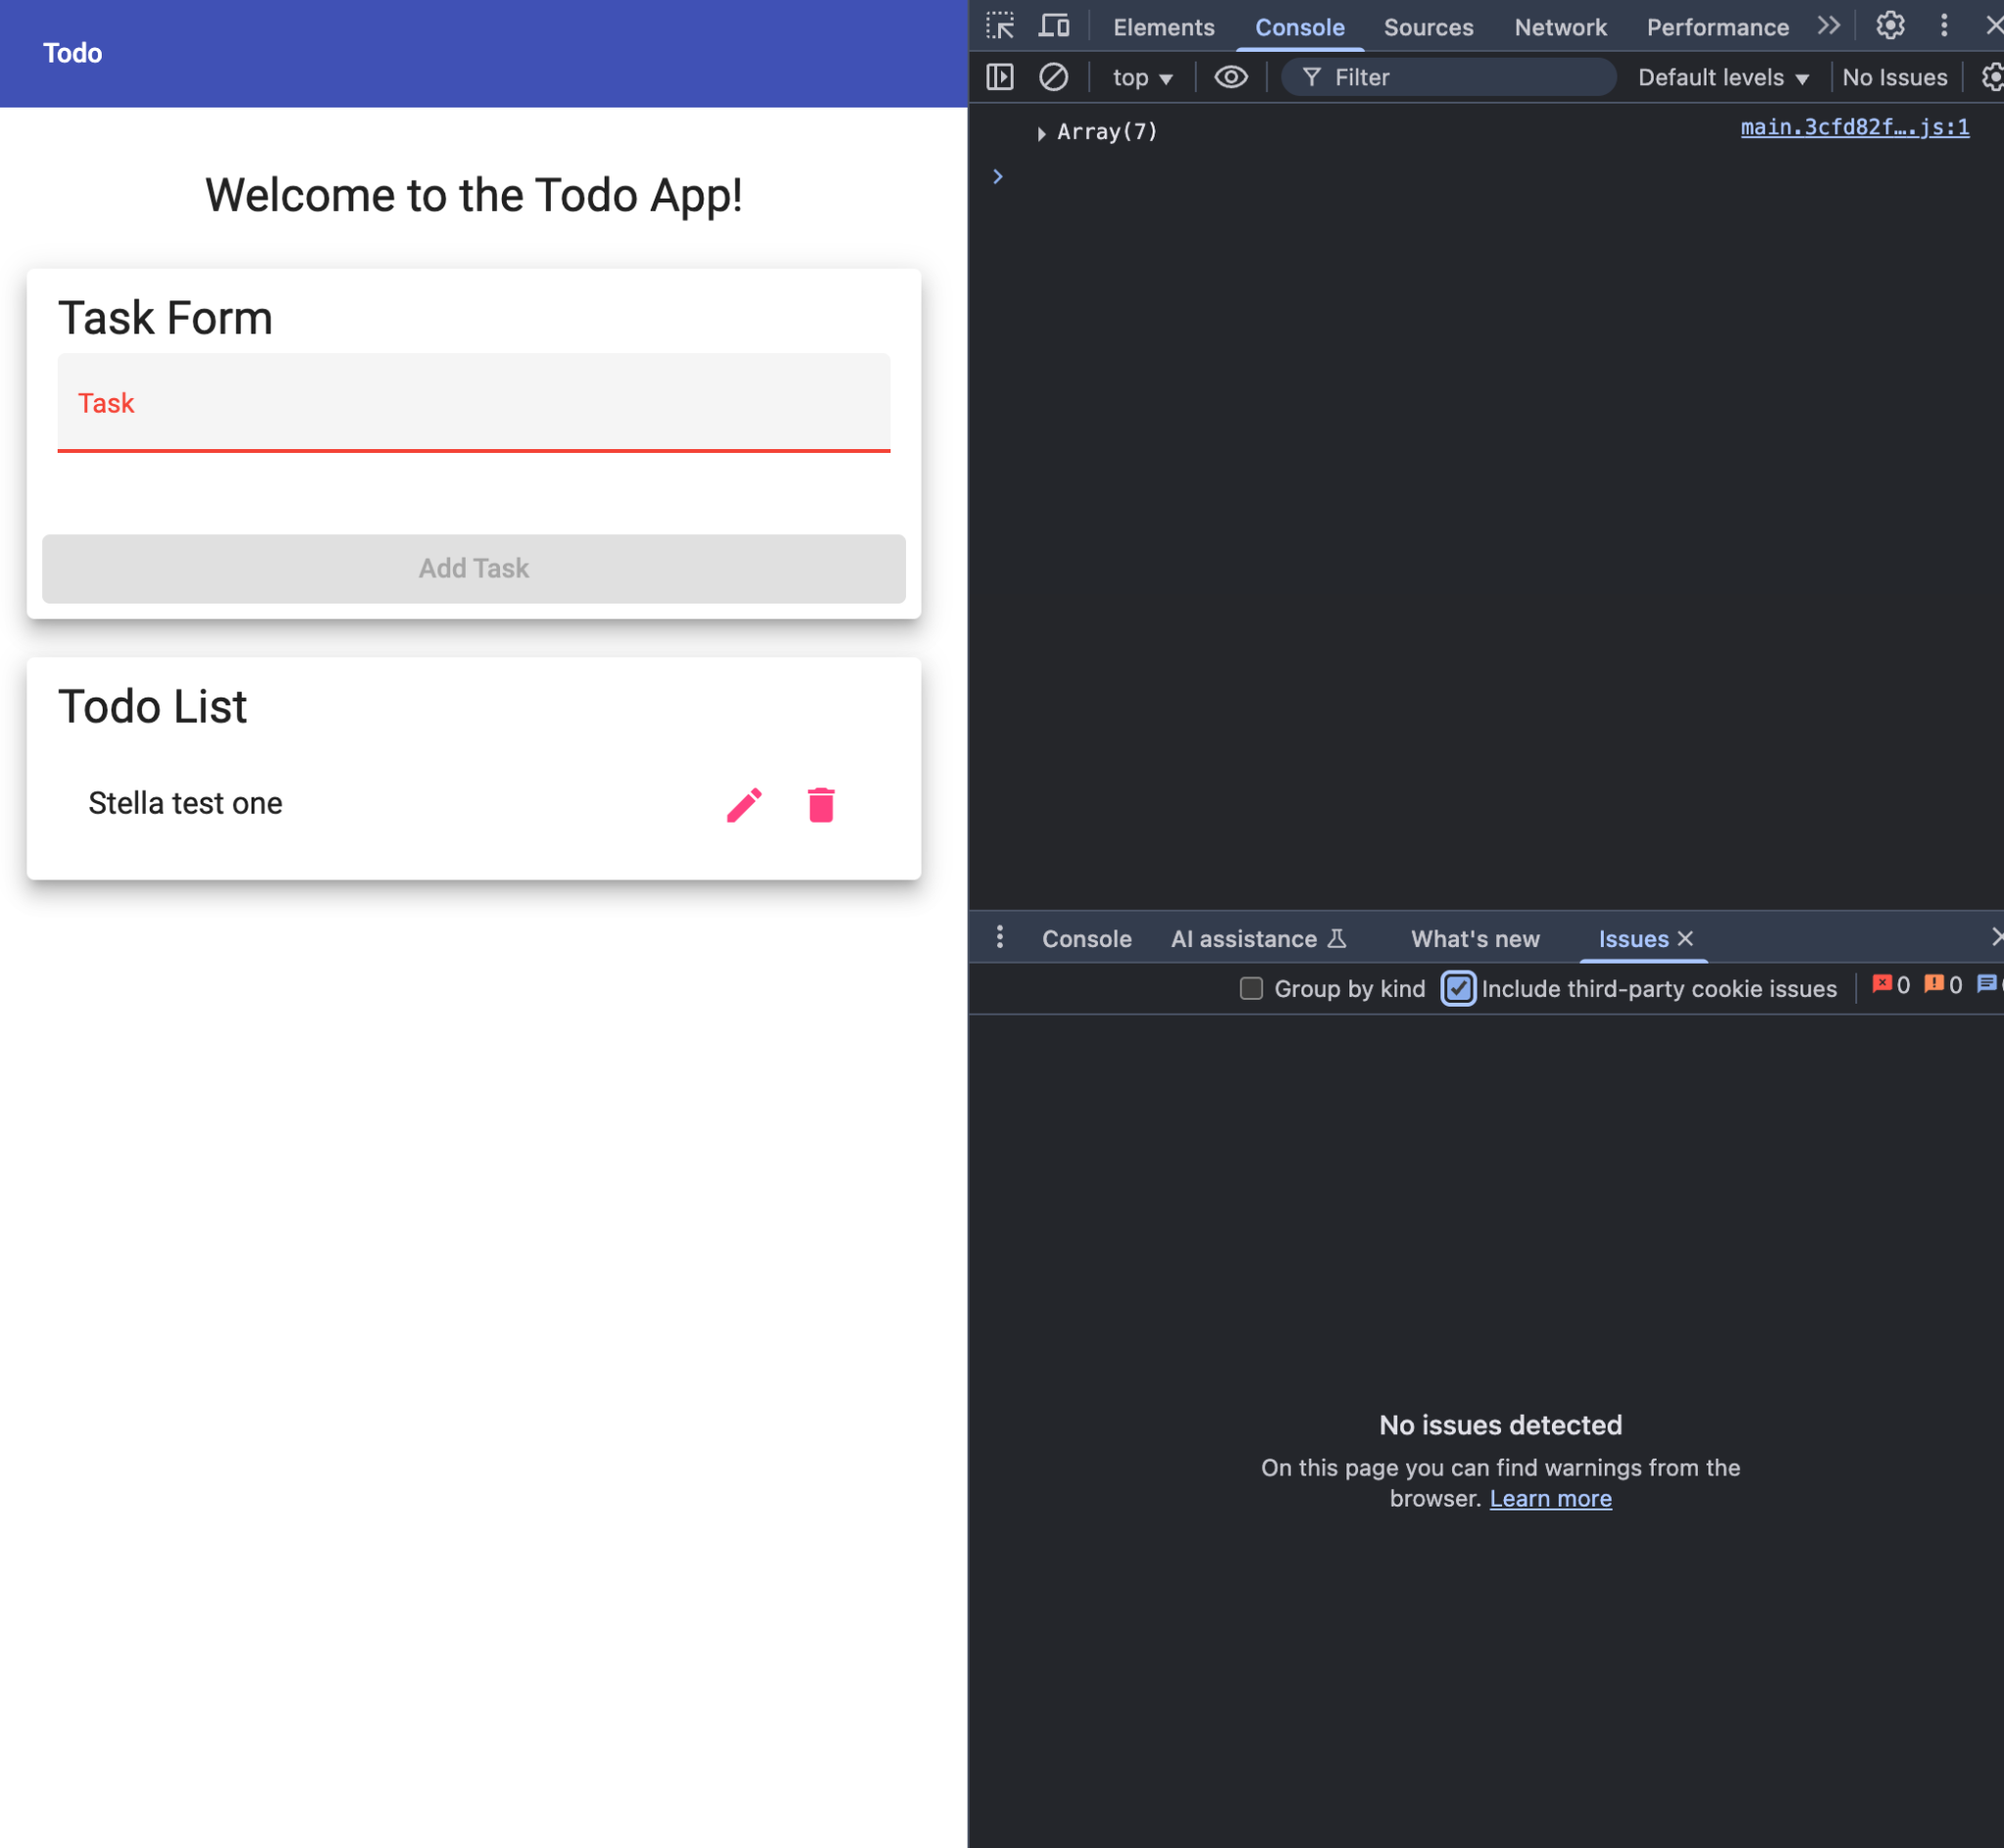 Todo
Welcome to the Todo App!
Task Form
Task
Add Task
Todo List
Stella test one
Elements Console Sources Network Performance
top Filter Default levels No Issues
Array(7) main.3cfd82f….js:1
Console AI assistance What's new Issues
Group by kind Include third-party cookie issues 0 0
No issues detected
On this page you can find warnings from the
browser. Learn more